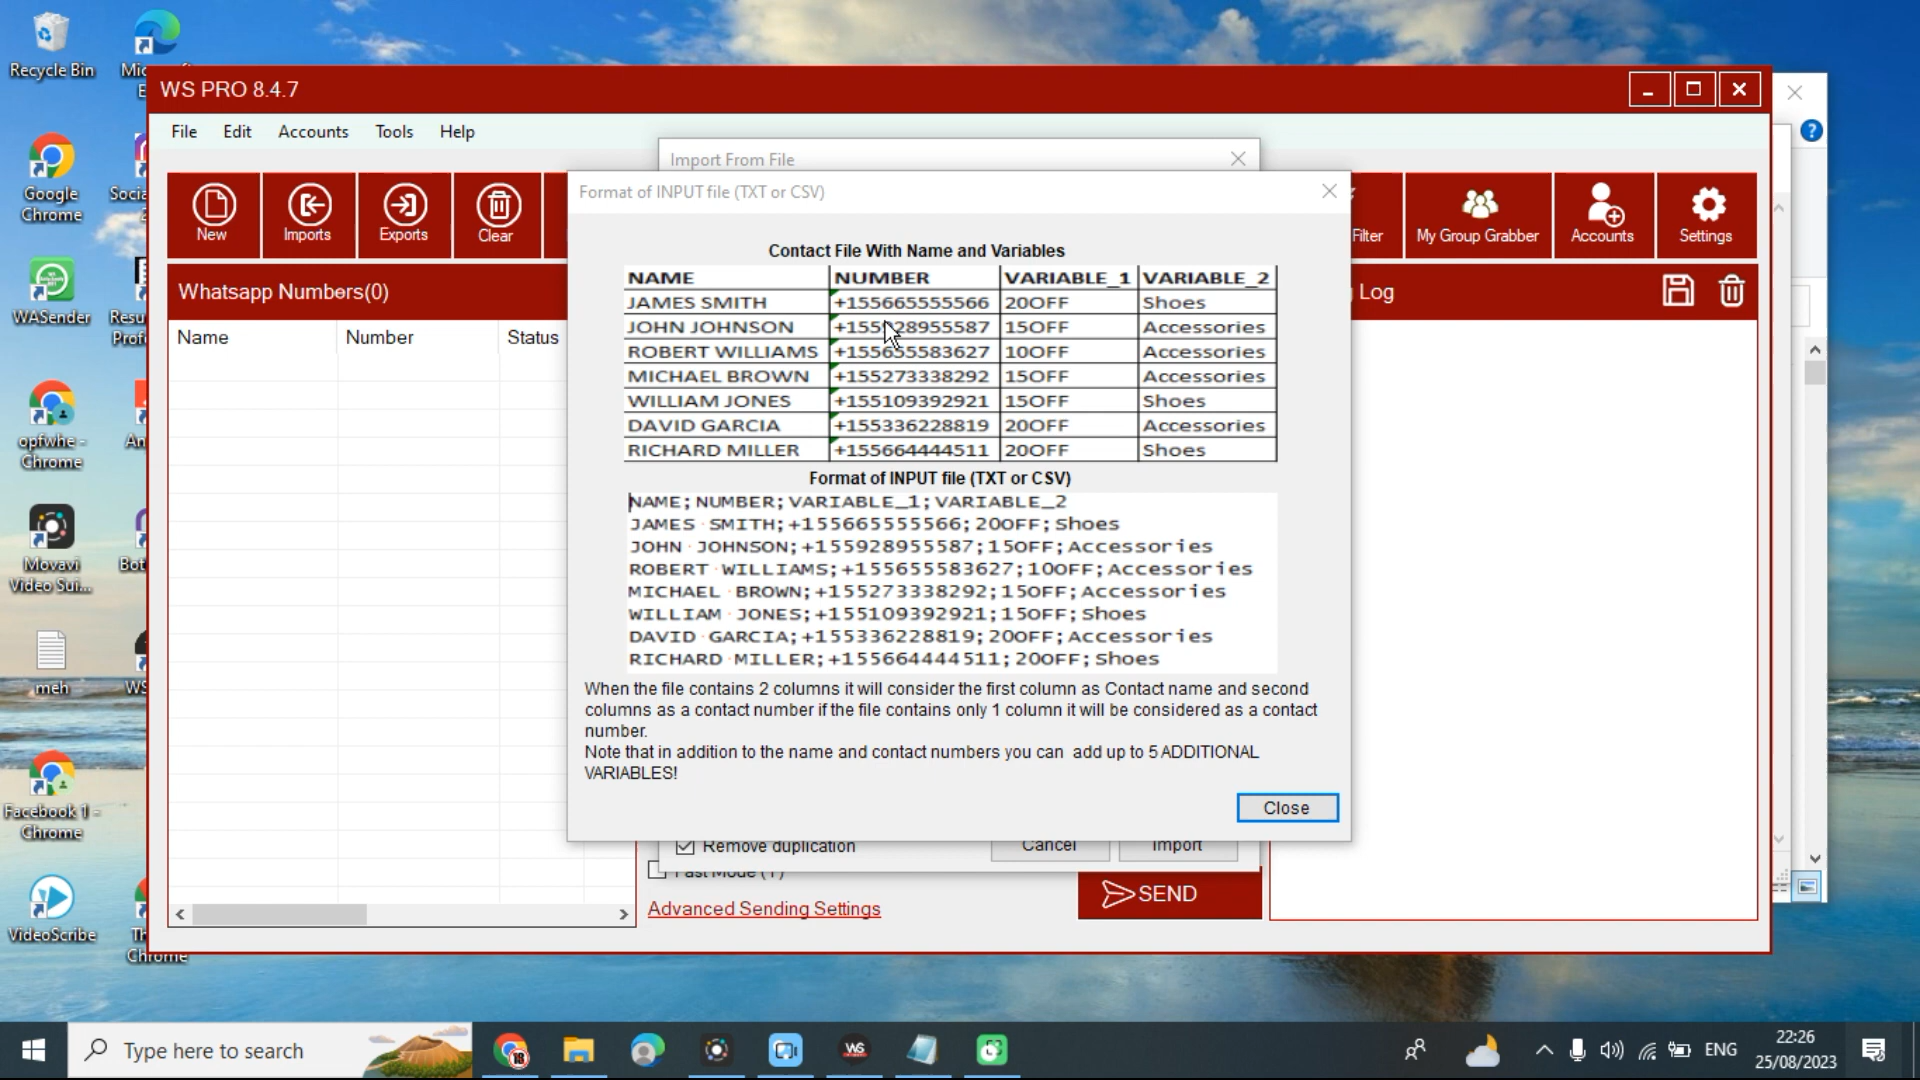 Recycle Bin
Google
Chrome
WASender
opfwhe -
Chrome
Movavi
Video Sui...
meh
Facebook 1 -
Chrome
VideoScribe
Chrome
WS PRO 8.4.7
File Edit Accounts Tools Help
New Imports Exports Clear
Filter My Group Grabber Accounts Settings
Whatsapp Numbers(0)
Log
Name Number Status
Import From File
Format of INPUT file (TXT or CSV)
Contact File With Name and Variables
NAME NUMBER VARIABLE_1 VARIABLE_2
JAMES SMITH +155665555566 20OFF Shoes
JOHN JOHNSON +155928955587 15OFF Accessories
ROBERT WILLIAMS +155655583627 10OFF Accessories
MICHAEL BROWN +155273338292 15OFF Accessories
WILLIAM JONES +155109392921 15OFF Shoes
DAVID GARCIA +155336228819 20OFF Accessories
RICHARD MILLER +155664444511 20OFF Shoes
Format of INPUT file (TXT or CSV)
NAME;NUMBER;VARIABLE_1;VARIABLE_2
JAMES·SMITH;+155665555566;20OFF;Shoes
JOHN·JOHNSON;+155928955587;15OFF;Accessories
ROBERT·WILLIAMS;+155655583627;10OFF;Accessories
MICHAEL·BROWN;+155273338292;15OFF;Accessories
WILLIAM·JONES;+155109392921;15OFF;Shoes
DAVID·GARCIA;+155336228819;20OFF;Accessories
RICHARD·MILLER;+155664444511;20OFF;Shoes
When the file contains 2 columns it will consider the first column as Contact name and second
columns as a contact number if the file contains only 1 column it will be considered as a contact
number.
Note that in addition to the name and contact numbers you can add up to 5 ADDITIONAL
VARIABLES!
Close
Remove duplication Cancel Import
Advanced Sending Settings
SEND
Type here to search
18
WS
ENG
22:26
25/08/2023